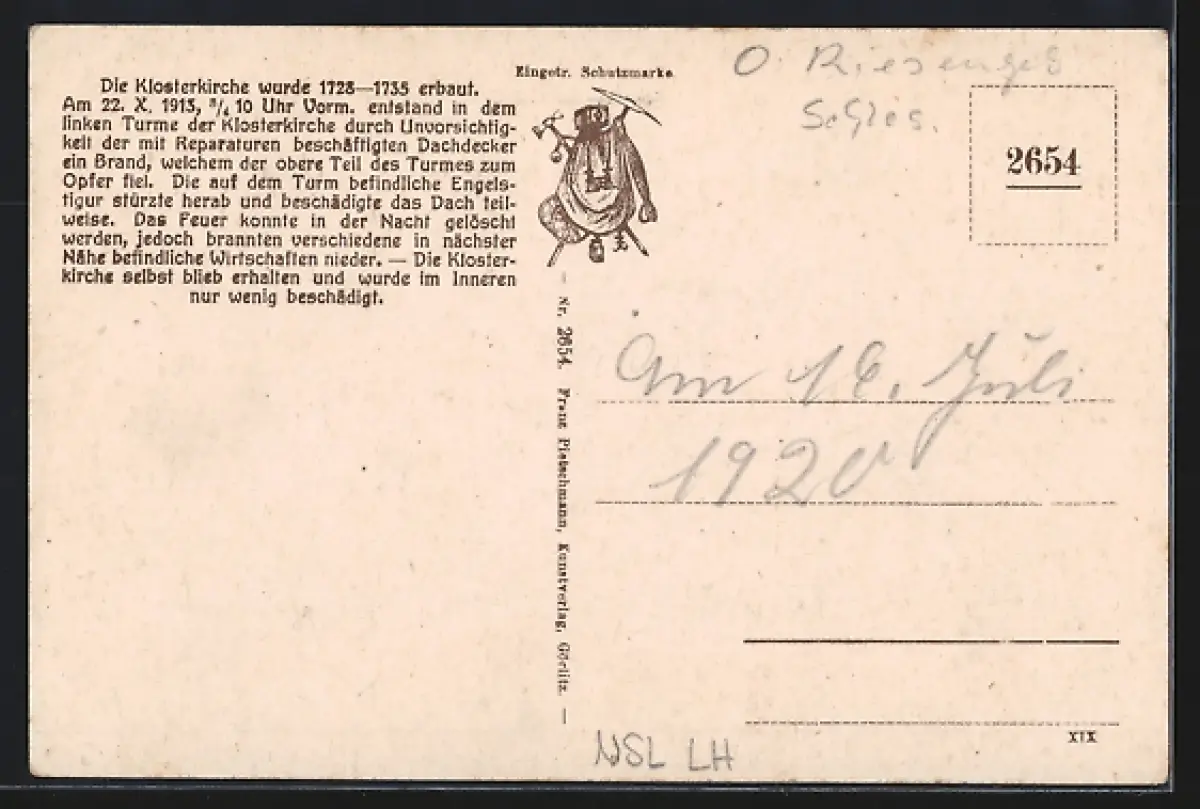 Die Klosterkirche wurde 1728—1735 erbaut.
Am 22. X. 1913, ³/₄ 10 Uhr Vorm. entstand in dem
linken Turme der Klosterkirche durch Unvorsichtig-
keit der mit Reparaturen beschäftigten Dachdecker
ein Brand, welchem der obere Teil des Turmes zum
Opfer fiel. Die auf dem Turm befindliche Engels-
figur stürzte herab und beschädigte das Dach teil-
weise. Das Feuer konnte in der Nacht gelöscht
werden, jedoch brannten verschiedene in nächster
Nähe befindliche Wirtschaften nieder. — Die Kloster-
kirche selbst blieb erhalten und wurde im Inneren
nur wenig beschädigt.
Eingetr. Schutzmarke.
— Nr. 2654. Franz Pietschmann, Kunstverlag, Görlitz. —
O. Riesengeb
Schles.
2654
Am 16. Juli
1920
XIX
NSL LH